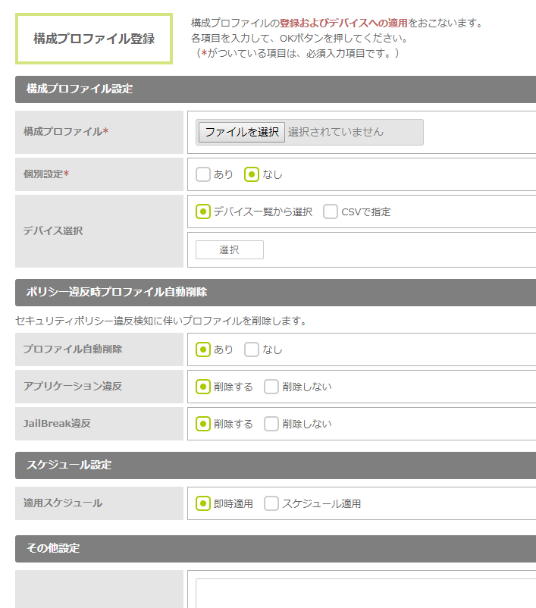 構成プロファイル登録
構成プロファイルの登録およびデバイスへの適用をおこないます。
各項目を入力して、OKボタンを押してください。
（*がついている項目は、必須入力項目です。）
構成プロファイル設定
構成プロファイル* ファイルを選択 選択されていません
個別設定* あり なし
デバイス選択
デバイス一覧から選択 CSVで指定
選択
ポリシー違反時プロファイル自動削除
セキュリティポリシー違反検知に伴いプロファイルを削除します。
プロファイル自動削除 あり なし
アプリケーション違反 削除する 削除しない
JailBreak違反 削除する 削除しない
スケジュール設定
適用スケジュール 即時適用 スケジュール適用
その他設定